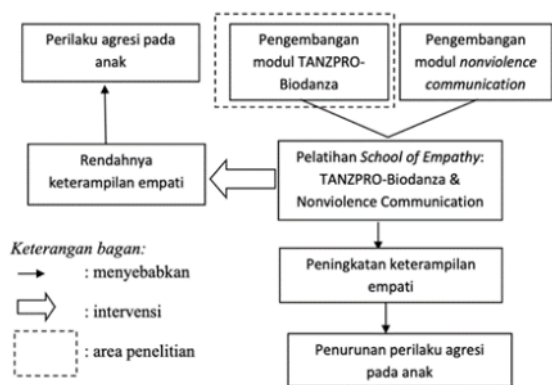 Perilaku agresi pada
anak
Pengembangan
modul TANZPRO-
Biodanza
Pengembangan
modul nonviolence
communication
Rendahnya
keterampilan empati
Pelatihan School of Empathy:
TANZPRO-Biodanza &
Nonviolence Communication
Keterangan bagan:
: menyebabkan
: intervensi
: area penelitian
Peningkatan keterampilan
empati
Penurunan perilaku agresi
pada anak